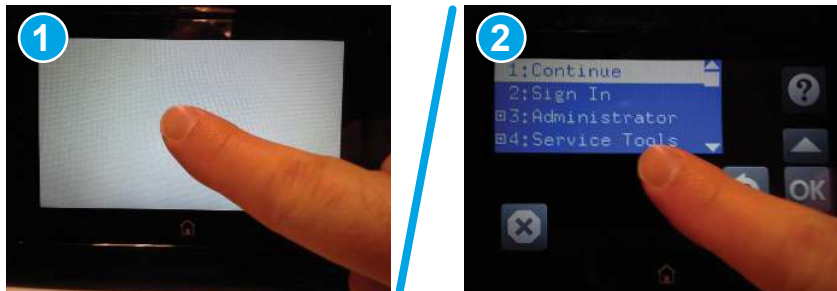 1
2
1:Continue
2:Sign In
3:Administrator
4:Service Tools
?
OK